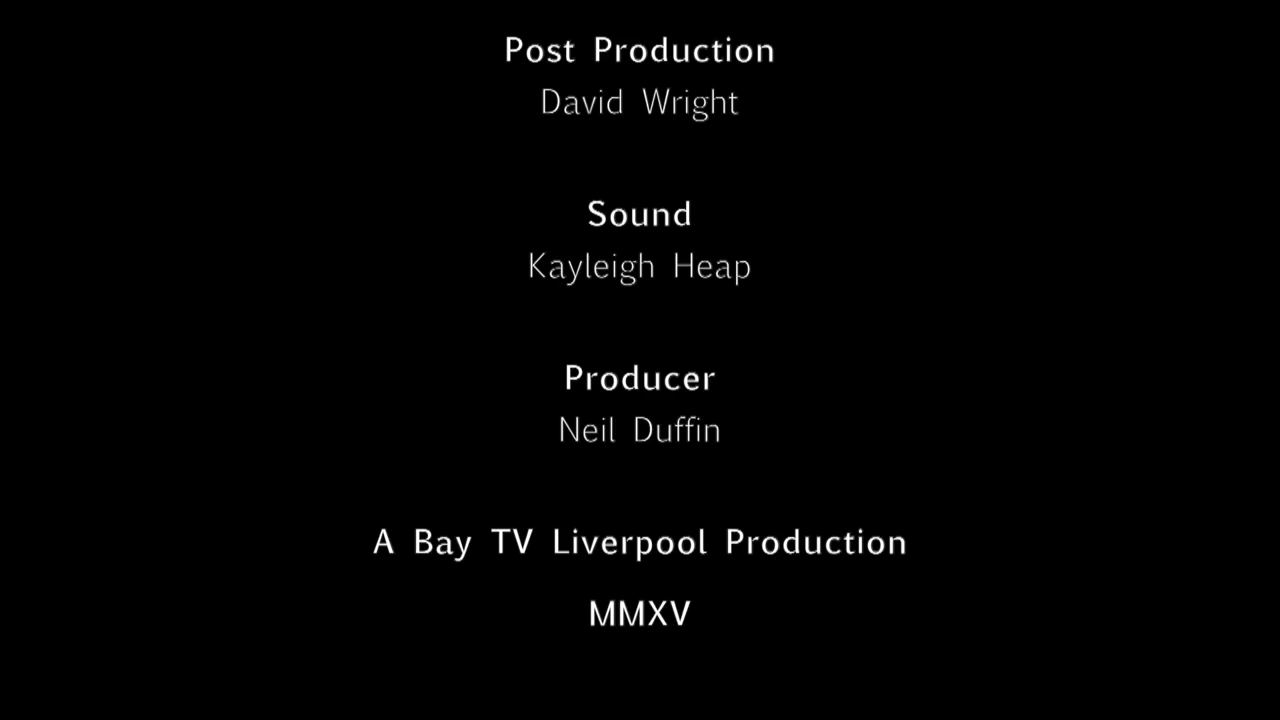 Post Production
David Wright
Sound
Kayleigh Heap
Producer
Neil Duffin
A Bay TV Liverpool Production
MMXV